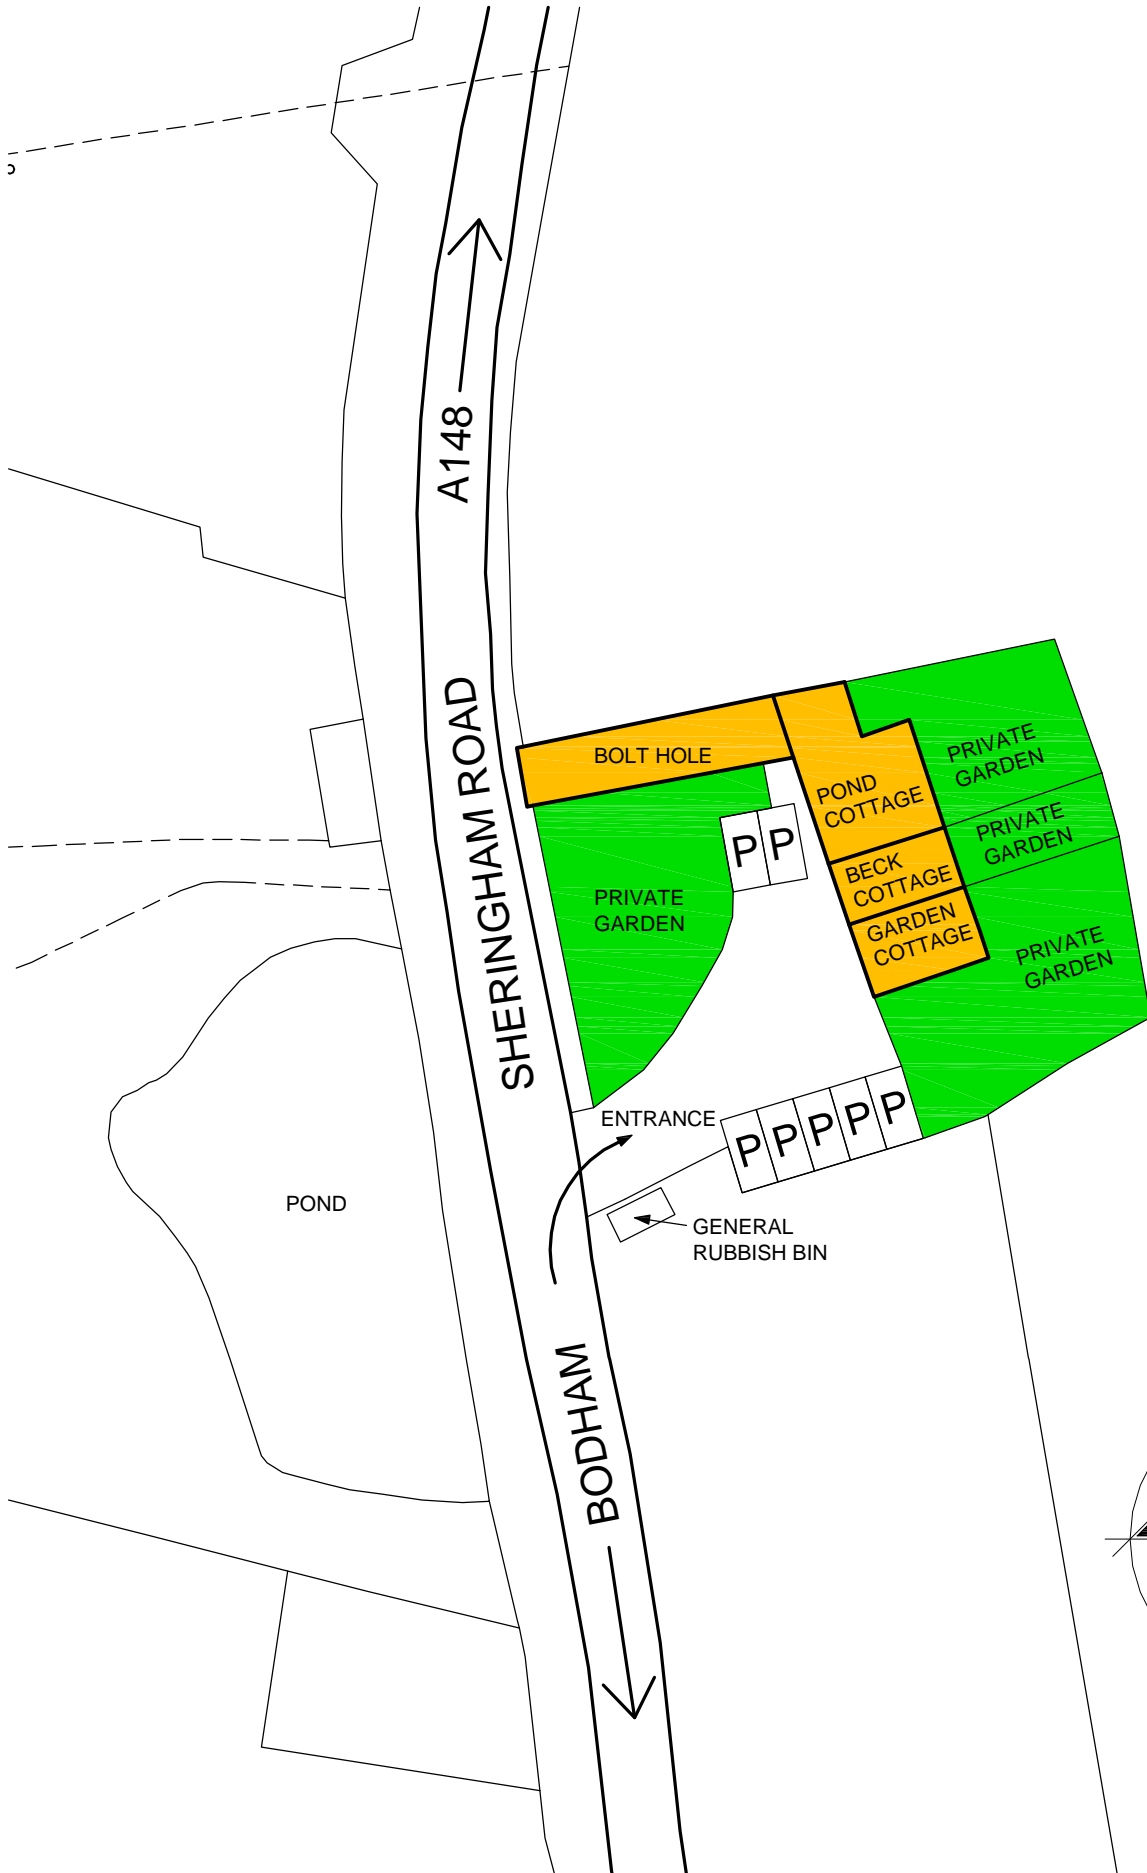 A148
SHERINGHAM ROAD
BOLT HOLE
POND
COTTAGE
PRIVATE
GARDEN
PRIVATE
GARDEN
BECK
COTTAGE
P P
PRIVATE
GARDEN
GARDEN
COTTAGE
PRIVATE
GARDEN
ENTRANCE
P P P P P
POND
GENERAL
RUBBISH BIN
BODHAM